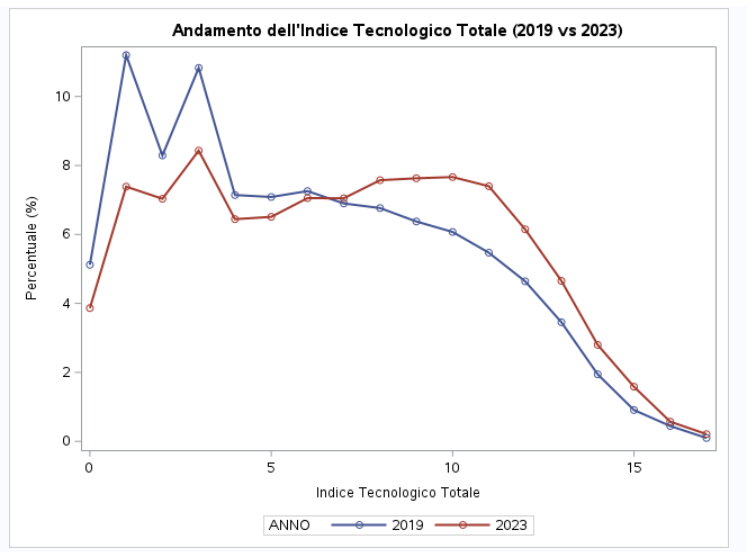 Andamento dell'Indice Tecnologico Totale (2019 vs 2023)
10
8
6
4
2
0
Percentuale (%)
0 5 10 15
Indice Tecnologico Totale
ANNO 2019 2023